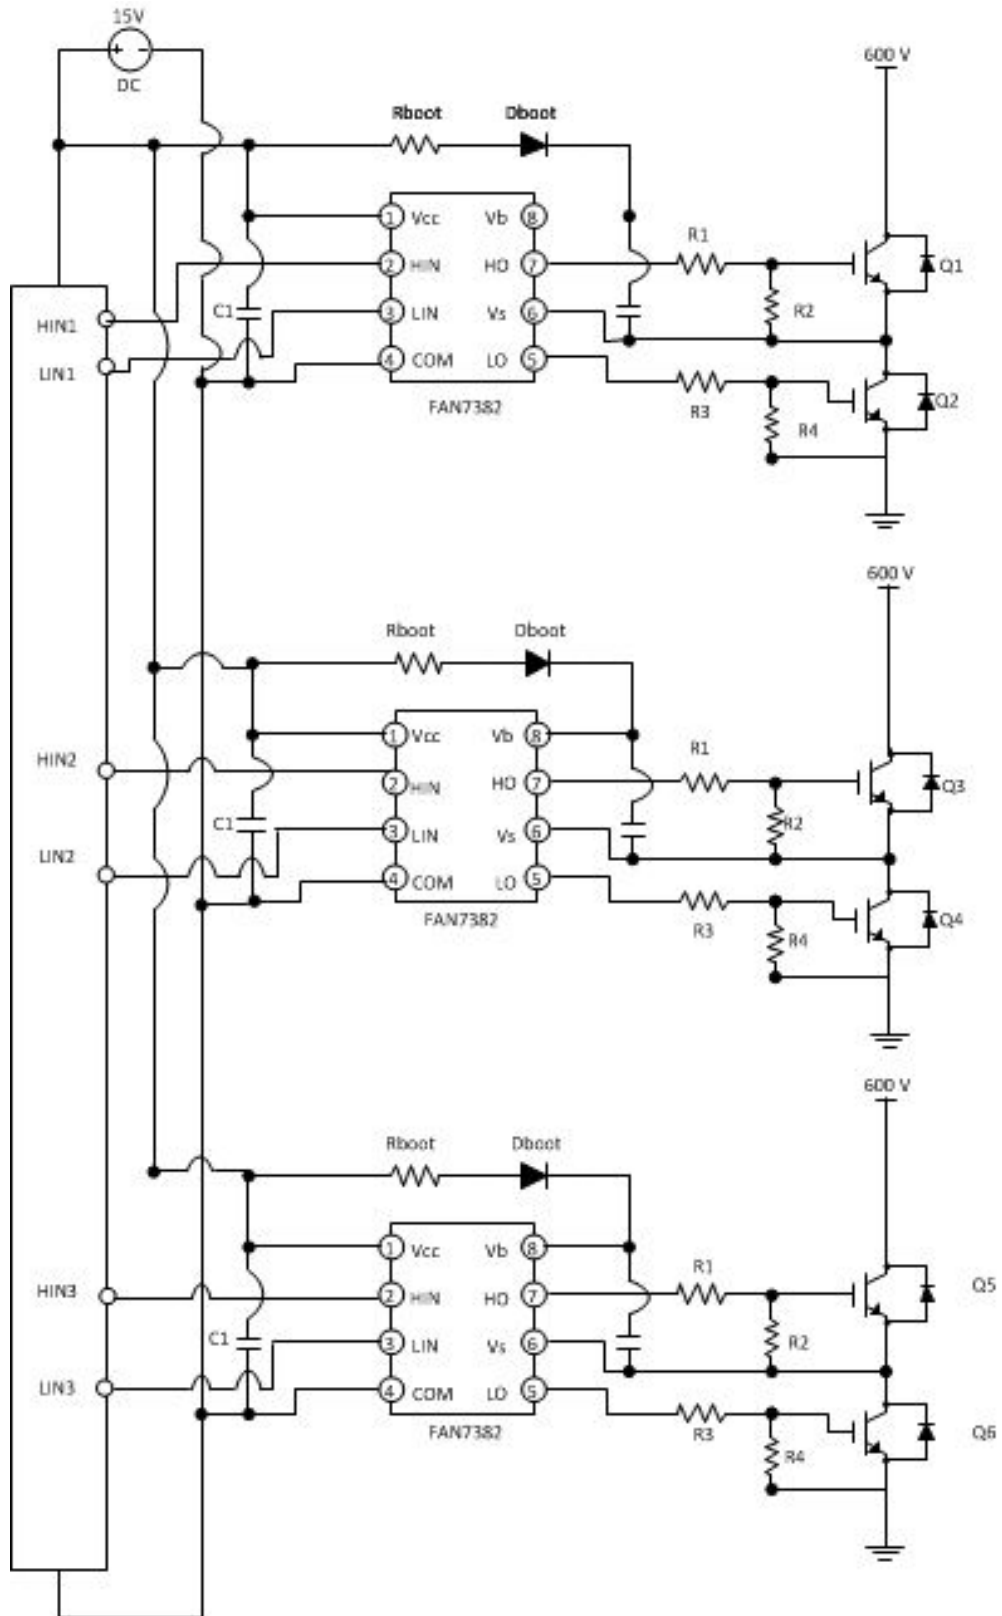 15V
+ -
DC
600 V
Rboot Dboot
1 Vcc Vb 8
2 HIN HO 7
3 LIN Vs 6
4 COM LO 5
FAN7382
C1
R1
R2
R3
R4
Q1
Q2
HIN1
LIN1
600 V
Rboot Dboot
1 Vcc Vb 8
2 HIN HO 7
3 LIN Vs 6
4 COM LO 5
FAN7382
C1
R1
R2
R3
R4
Q3
Q4
HIN2
LIN2
600 V
Rboot Dboot
1 Vcc Vb 8
2 HIN HO 7
3 LIN Vs 6
4 COM LO 5
FAN7382
C1
R1
R2
R3
R4
Q5
Q6
HIN3
LIN3